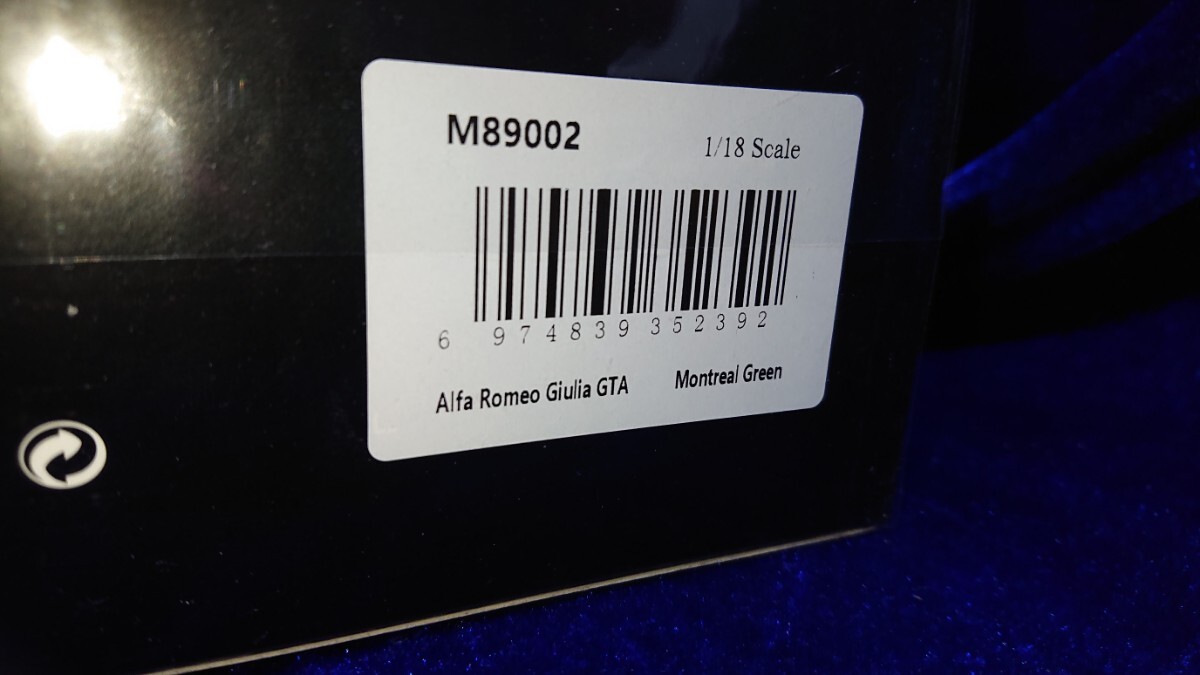 M89002
1/18 Scale
6 974839 352392
Alfa Romeo Giulia GTA Montreal Green